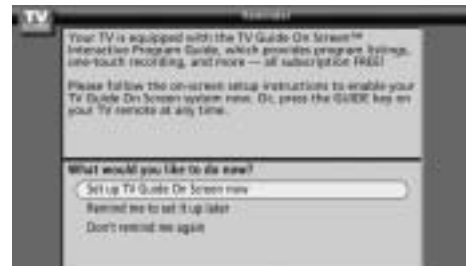 TV
Reminder
Your TV is equipped with the TV Guide On Screen™
Interactive Program Guide, which provides program listings,
one-touch recording, and more — all subscription FREE!
Please follow the on-screen setup instructions to enable your
TV Guide On Screen system now. Or, press the GUIDE key on
your TV remote at any time.
What would you like to do now?
Set up TV Guide On Screen now
Remind me to set it up later
Don't remind me again